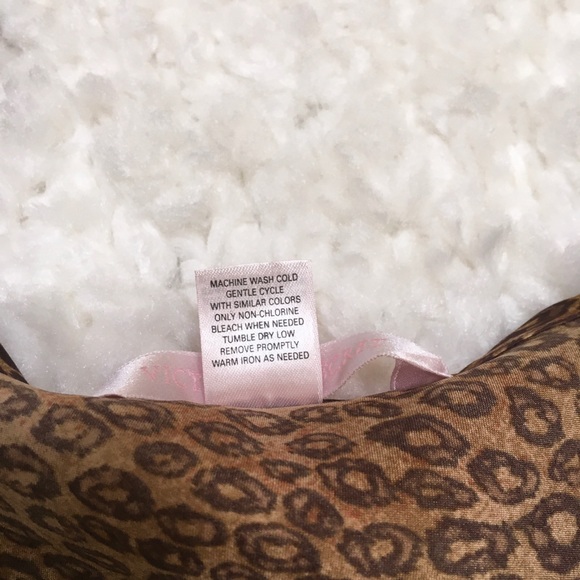 MACHINE WASH COLD
GENTLE CYCLE
WITH SIMILAR COLORS
ONLY NON-CHLORINE
BLEACH WHEN NEEDED
TUMBLE DRY LOW
REMOVE PROMPTLY
WARM IRON AS NEEDED